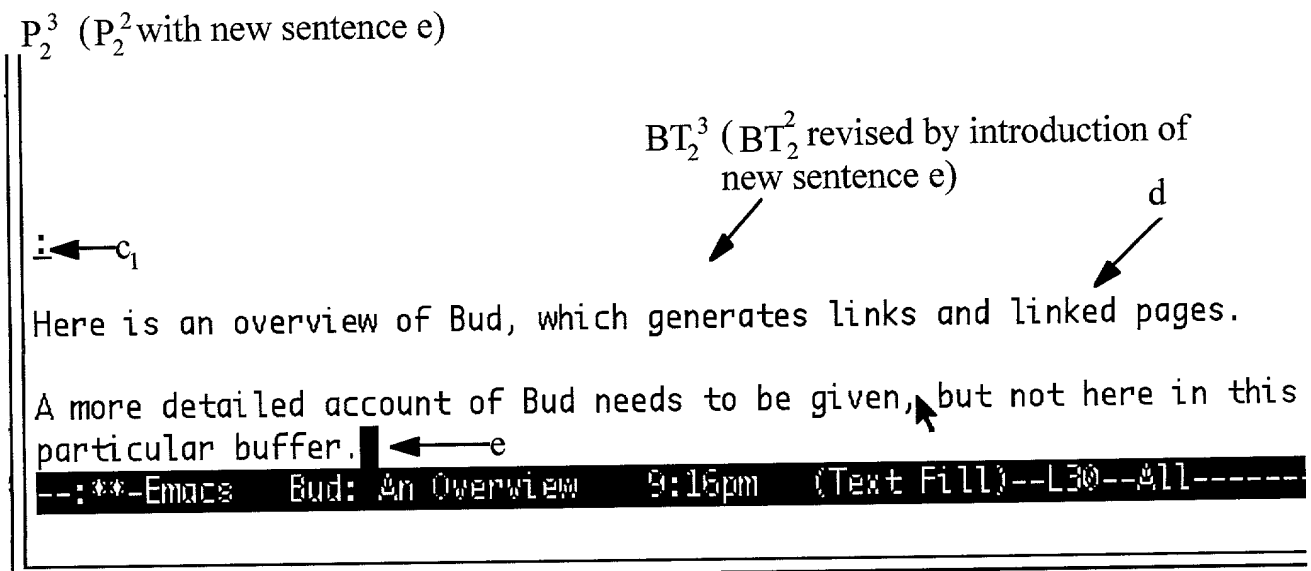 P₂³ (P₂² with new sentence e)
BT₂³ (BT₂² revised by introduction of
new sentence e)
d
: c₁
Here is an overview of Bud, which generates links and linked pages.
A more detailed account of Bud needs to be given, but not here in this
particular buffer. e
--:**-Emacs Bud: An Overview 9:16pm (Text Fill)--L30--All-------